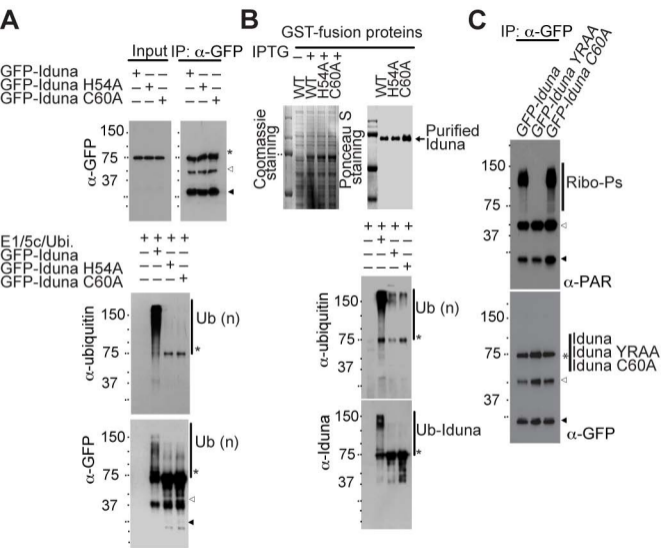 A
Input IP: α-GFP
GFP-Iduna + +
GFP-Iduna H54A + +
GFP-Iduna C60A + +
α-GFP
150
75
37
*
E1/5c/Ubi. + + + +
GFP-Iduna – + – –
GFP-Iduna H54A – – + –
GFP-Iduna C60A – – – +
α-ubiquitin
150
75
37
Ub (n)
*
α-GFP
150
75
37
Ub (n)
*
B
GST-fusion proteins
IPTG – + + +
WT
WT
H54A
C60A
WT
H54A
C60A
Coomassie staining
Ponceau S staining
Purified
Iduna
+ + + +
– + – –
– – + –
– – – +
α-ubiquitin
150
75
37
Ub (n)
*
α-Iduna
150
75
37
Ub-Iduna
*
C
IP: α-GFP
GFP-Iduna
GFP-Iduna YRAA
GFP-Iduna C60A
150
75
37
Ribo-Ps
α-PAR
150
75
37
*
Iduna
Iduna YRAA
Iduna C60A
α-GFP